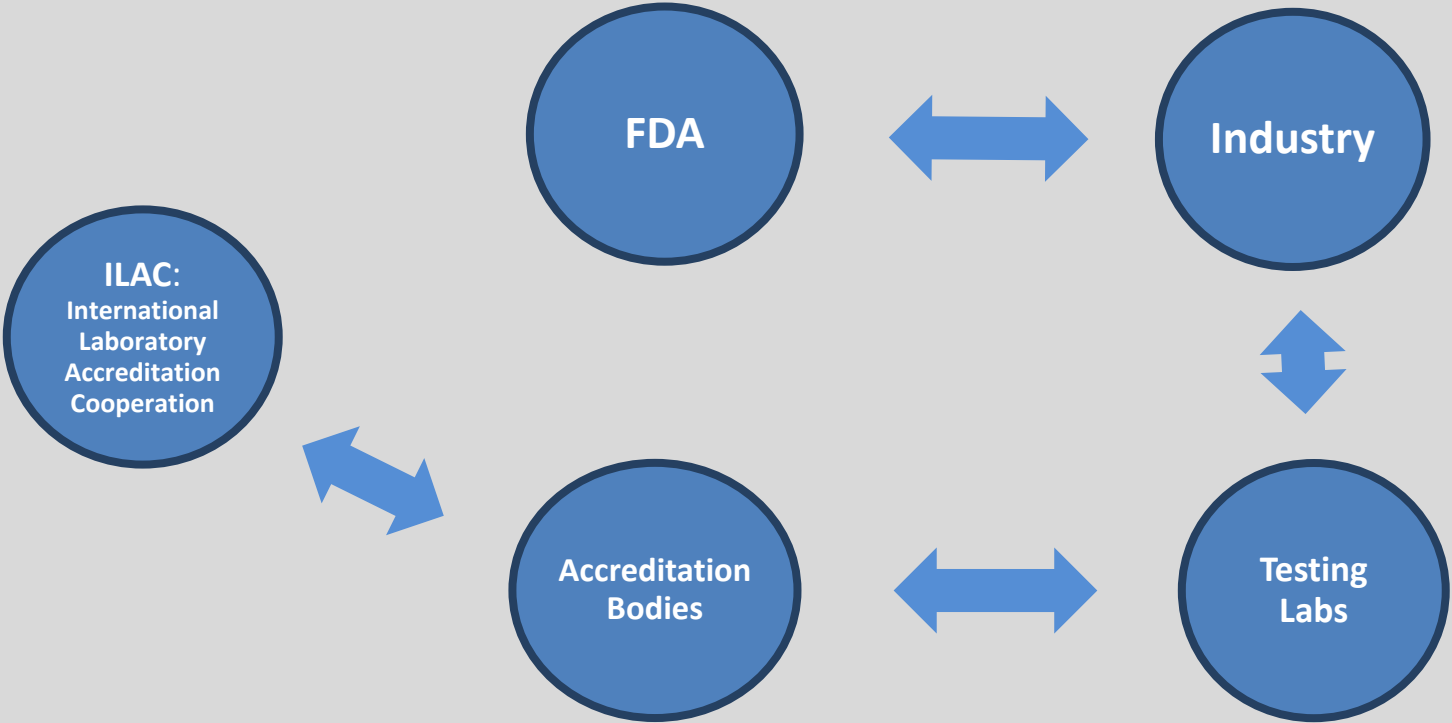 FDA
Industry
ILAC:
International
Laboratory
Accreditation
Cooperation
Accreditation
Bodies
Testing
Labs